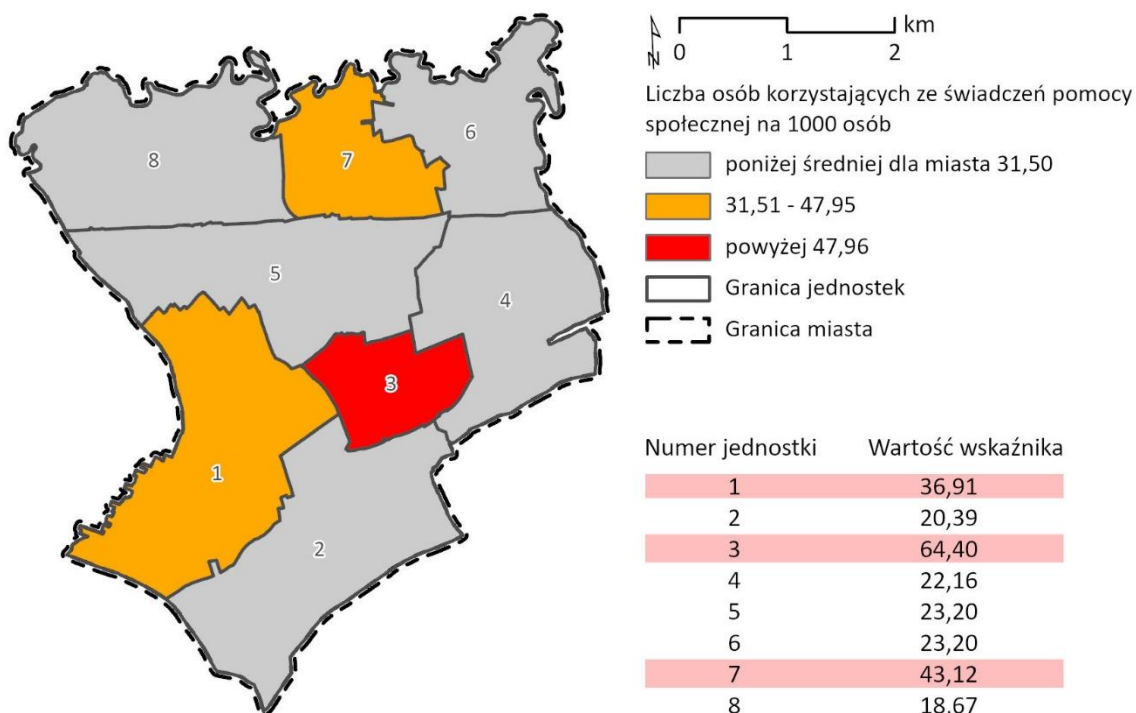 km
0 1 2
N
Liczba osób korzystających ze świadczeń pomocy
społecznej na 1000 osób
poniżej średniej dla miasta 31,50
31,51 - 47,95
powyżej 47,96
Granica jednostek
Granica miasta
6
8
7
5
4
3
1
2
Numer jednostki Wartość wskaźnika
1 36,91
2 20,39
3 64,40
4 22,16
5 23,20
6 23,20
7 43,12
8 18,67